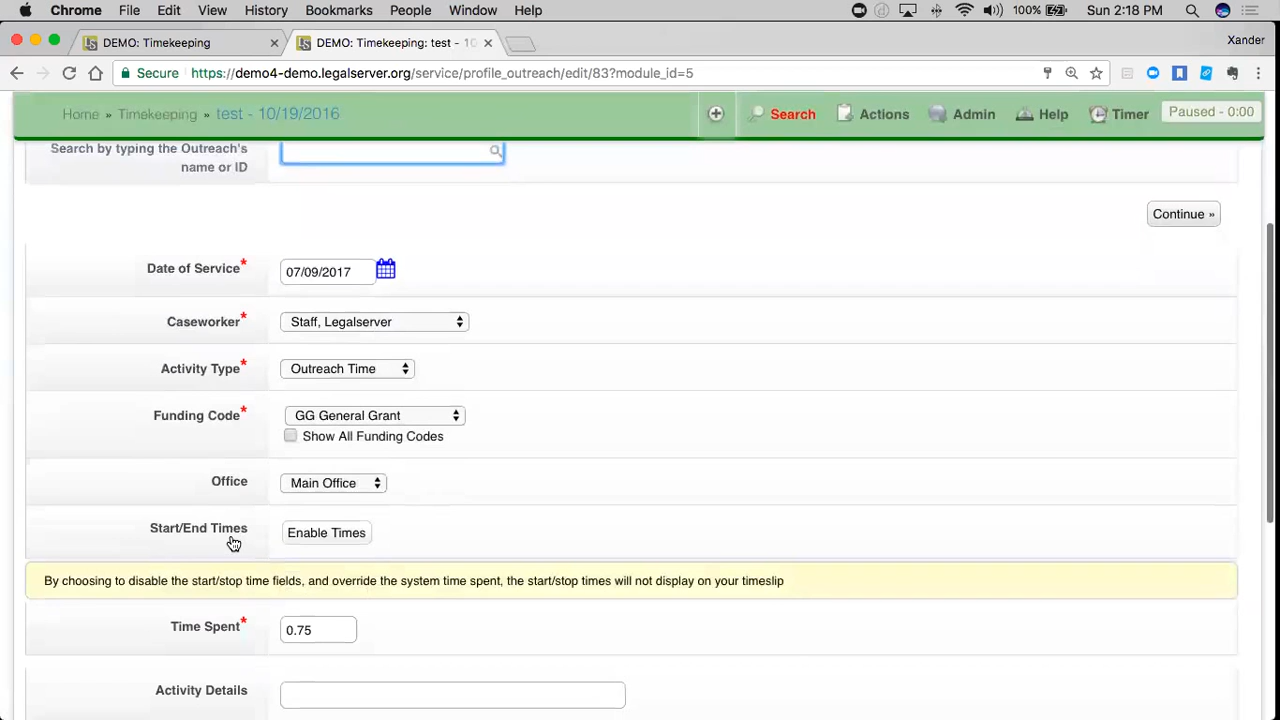 Chrome File Edit View History Bookmarks People Window Help 100% Sun 2:18 PM
DEMO: Timekeeping DEMO: Timekeeping: test - 10 Xander
Secure https://demo4-demo.legalserver.org/service/profile_outreach/edit/83?module_id=5
Home » Timekeeping » test - 10/19/2016 Search Actions Admin Help Timer Paused - 0:00
Search by typing the Outreach's
name or ID
Continue »
Date of Service* 07/09/2017
Caseworker* Staff, Legalserver
Activity Type* Outreach Time
Funding Code* GG General Grant
Show All Funding Codes
Office Main Office
Start/End Times Enable Times
By choosing to disable the start/stop time fields, and override the system time spent, the start/stop times will not display on your timeslip
Time Spent* 0.75
Activity Details